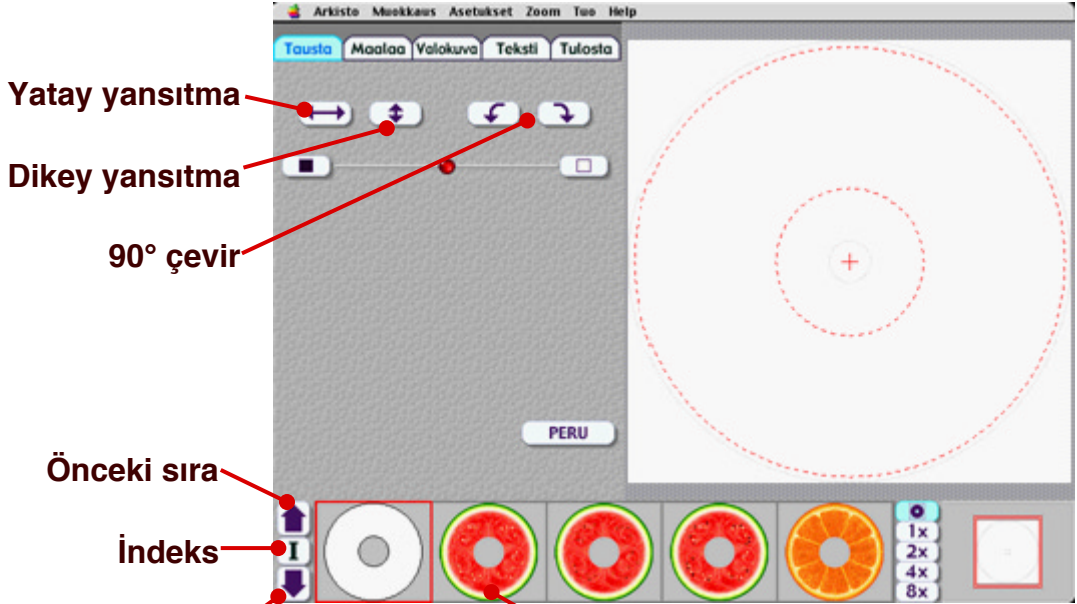 Arkisto Muokkaus Asetukset Zoom Tuo Help
Tausta Maalaa Valokuva Teksti Tulosta
Yatay yansıtma
Dikey yansıtma
90° çevir
PERU
Önceki sıra
İndeks
I
1x
2x
4x
8x